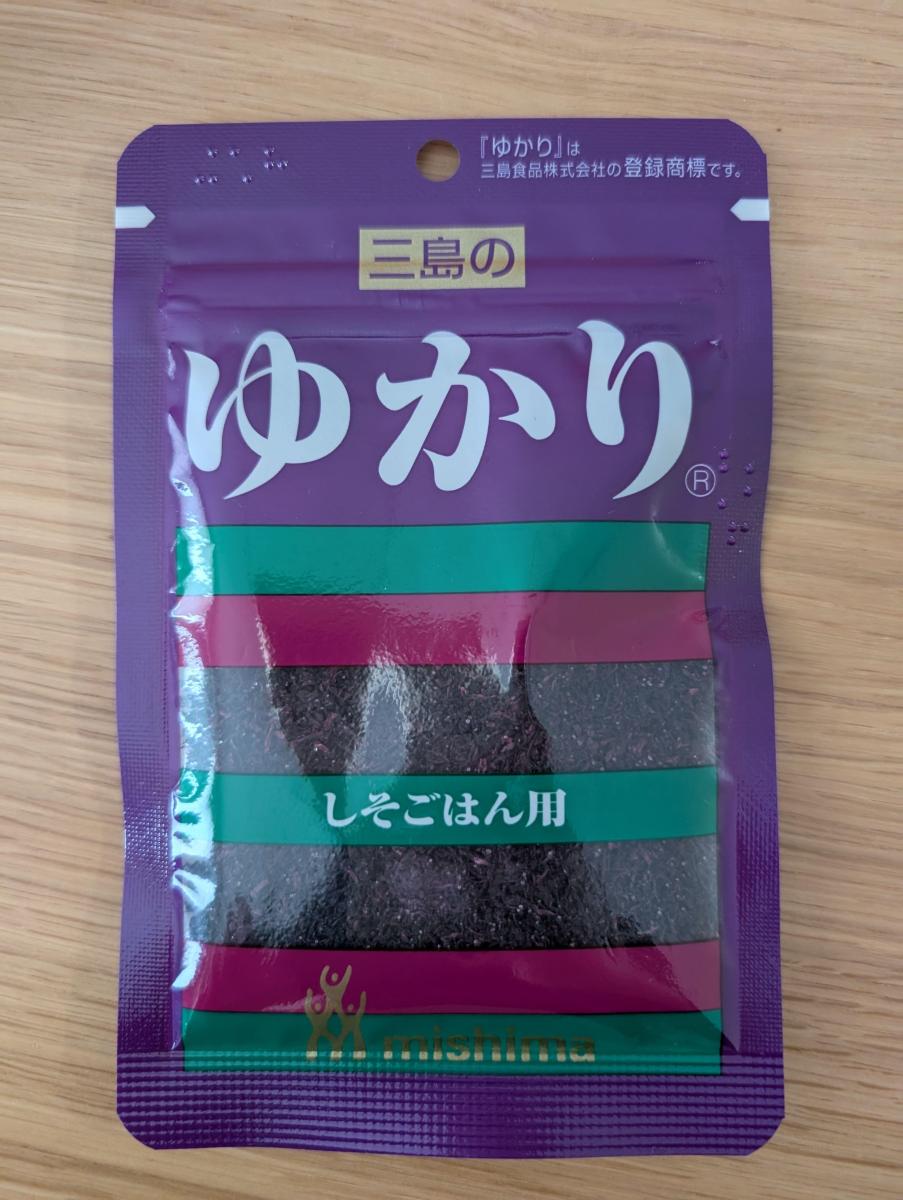 『ゆかり』は
三島食品株式会社の登録商標です。
三島の
ゆかり®
しそごはん用
mishima